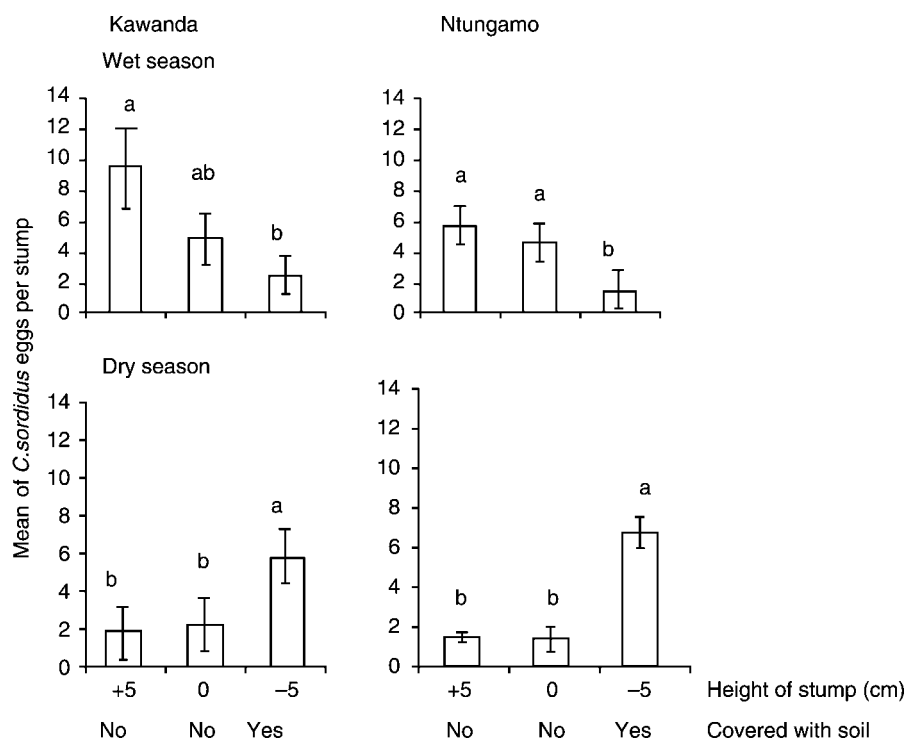 Kawanda Ntungamo
Wet season
14 14
a
12 12
10 10
ab a a
8 8
6 b 6 b
4 4
2 2
0 0
Dry season
14 14
12 12
10 10
a a
8 8
6 6
b b b b
4 4
2 2
0 0
+5 0 –5 +5 0 –5 Height of stump (cm)
No No Yes No No Yes Covered with soil
Mean of C.sordidus eggs per stump